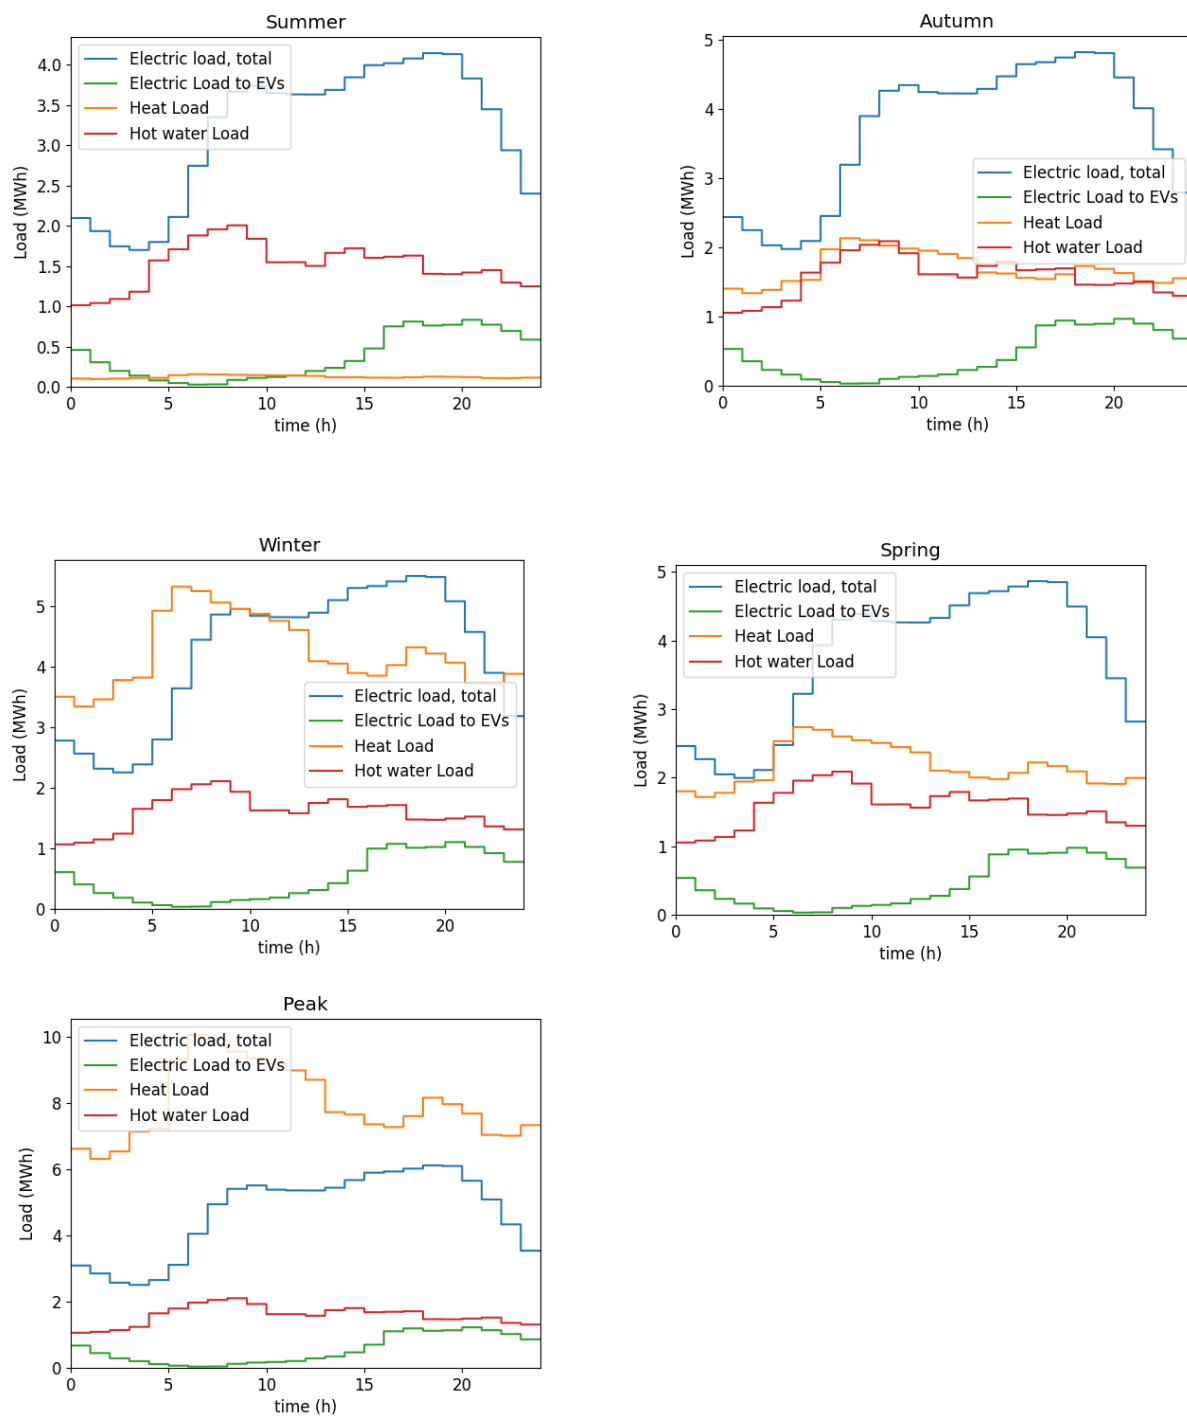 Summer
Electric load, total
Electric Load to EVs
Heat Load
Hot water Load
Load (MWh)
4.0
3.5
3.0
2.5
2.0
1.5
1.0
0.5
0.0
0 5 10 15 20
time (h)
Autumn
Electric load, total
Electric Load to EVs
Heat Load
Hot water Load
Load (MWh)
5
4
3
2
1
0
0 5 10 15 20
time (h)
Winter
Electric load, total
Electric Load to EVs
Heat Load
Hot water Load
Load (MWh)
5
4
3
2
1
0
0 5 10 15 20
time (h)
Spring
Electric load, total
Electric Load to EVs
Heat Load
Hot water Load
Load (MWh)
5
4
3
2
1
0
0 5 10 15 20
time (h)
Peak
Electric load, total
Electric Load to EVs
Heat Load
Hot water Load
Load (MWh)
10
8
6
4
2
0
0 5 10 15 20
time (h)